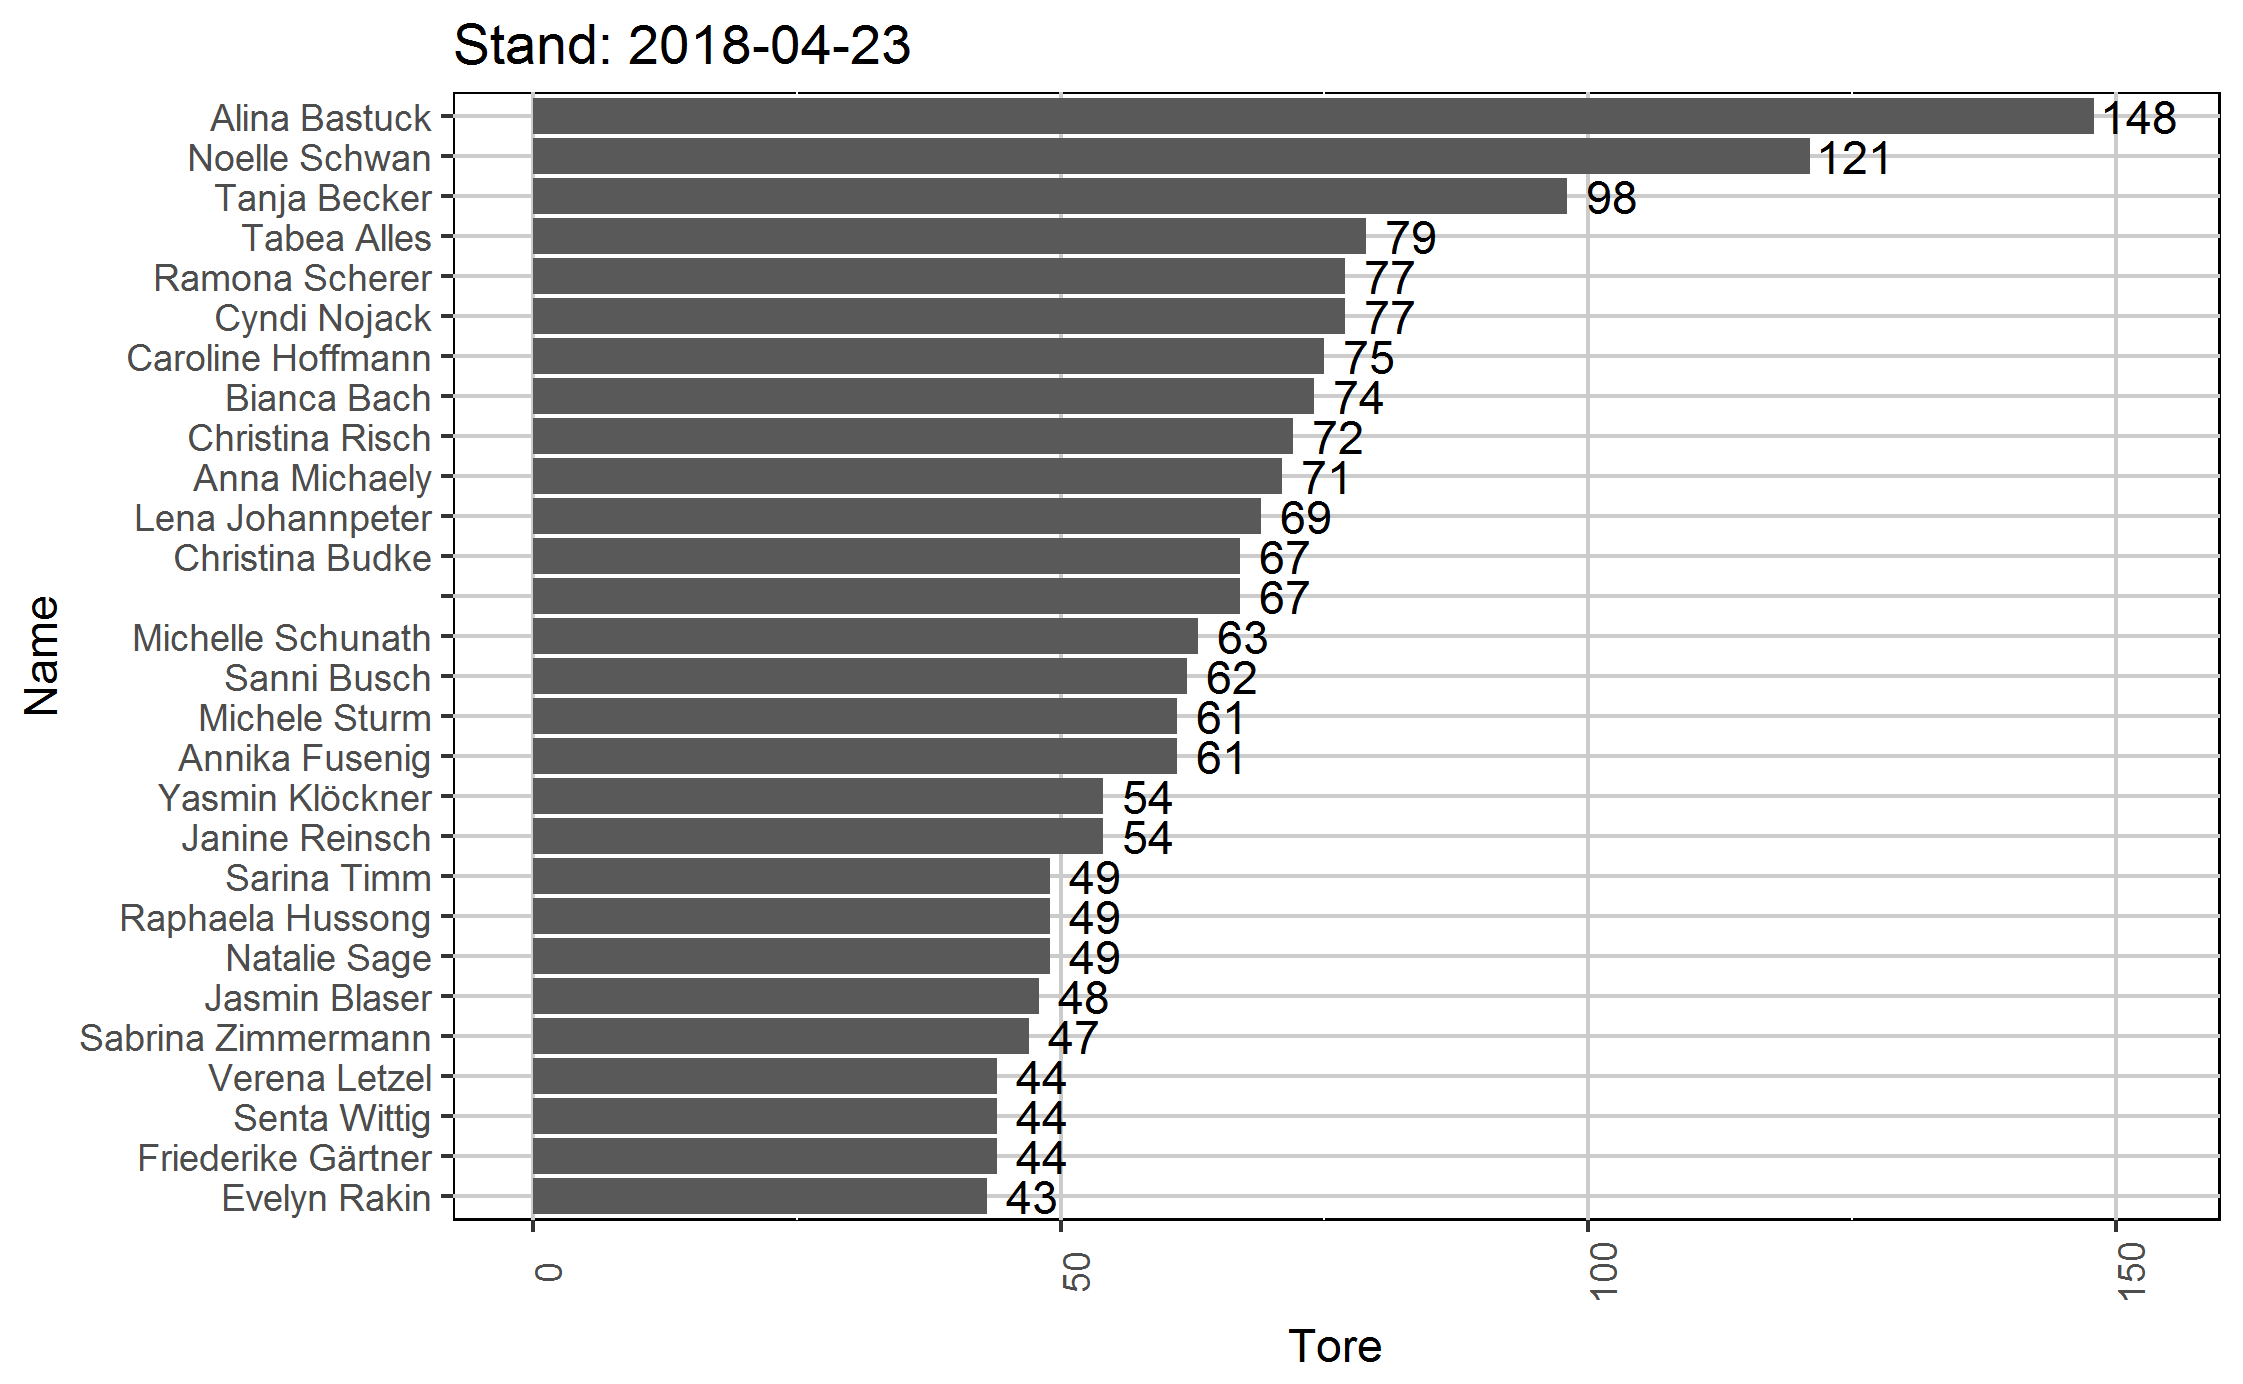 Stand: 2018-04-23
Alina Bastuck 148
Noelle Schwan 121
Tanja Becker 98
Tabea Alles 79
Ramona Scherer 77
Cyndi Nojack 77
Caroline Hoffmann 75
Bianca Bach 74
Christina Risch 72
Anna Michaely 71
Lena Johannpeter 69
Christina Budke 67
67
Michelle Schunath 63
Sanni Busch 62
Michele Sturm 61
Annika Fusenig 61
Yasmin Klöckner 54
Janine Reinsch 54
Sarina Timm 49
Raphaela Hussong 49
Natalie Sage 49
Jasmin Blaser 48
Sabrina Zimmermann 47
Verena Letzel 44
Senta Wittig 44
Friederike Gärtner 44
Evelyn Rakin 43
Name
0 50 100 150
Tore